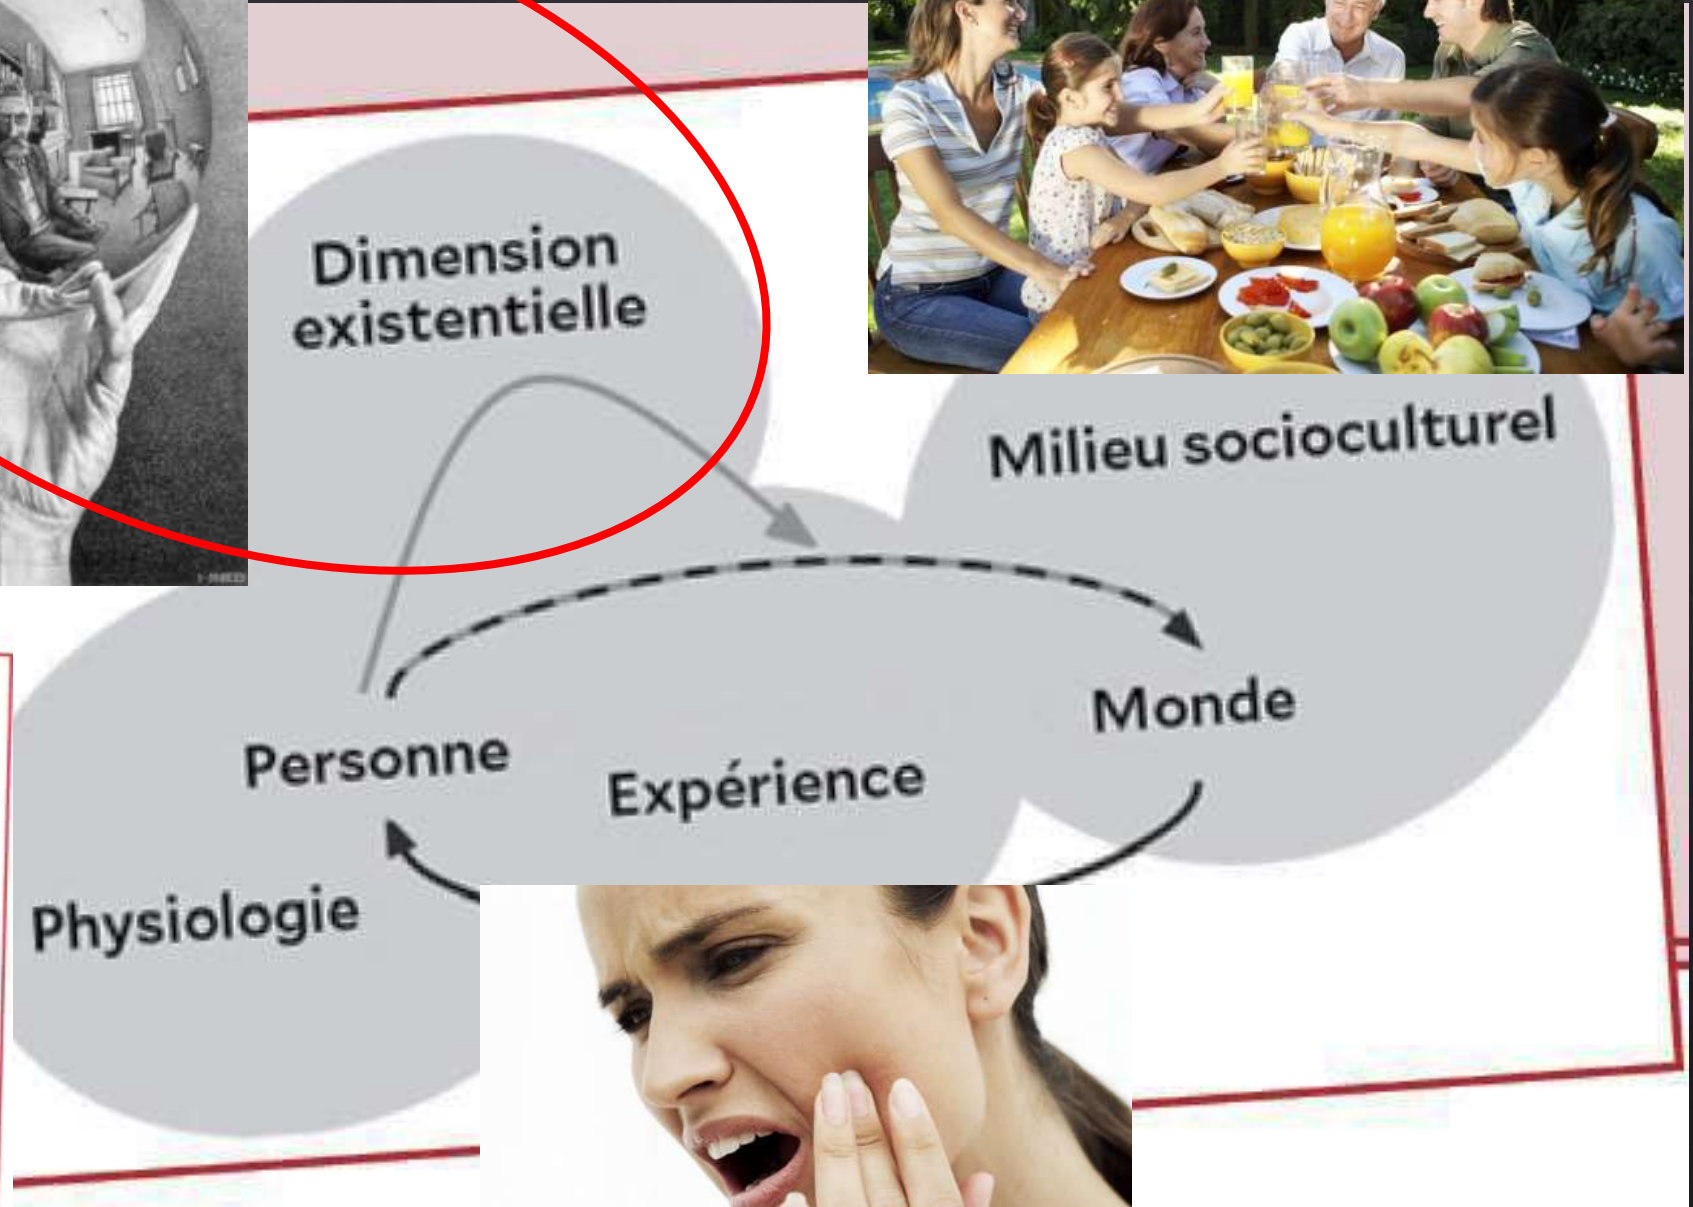 Dimension
existentielle
Milieu socioculturel
Monde
Personne
Expérience
Physiologie